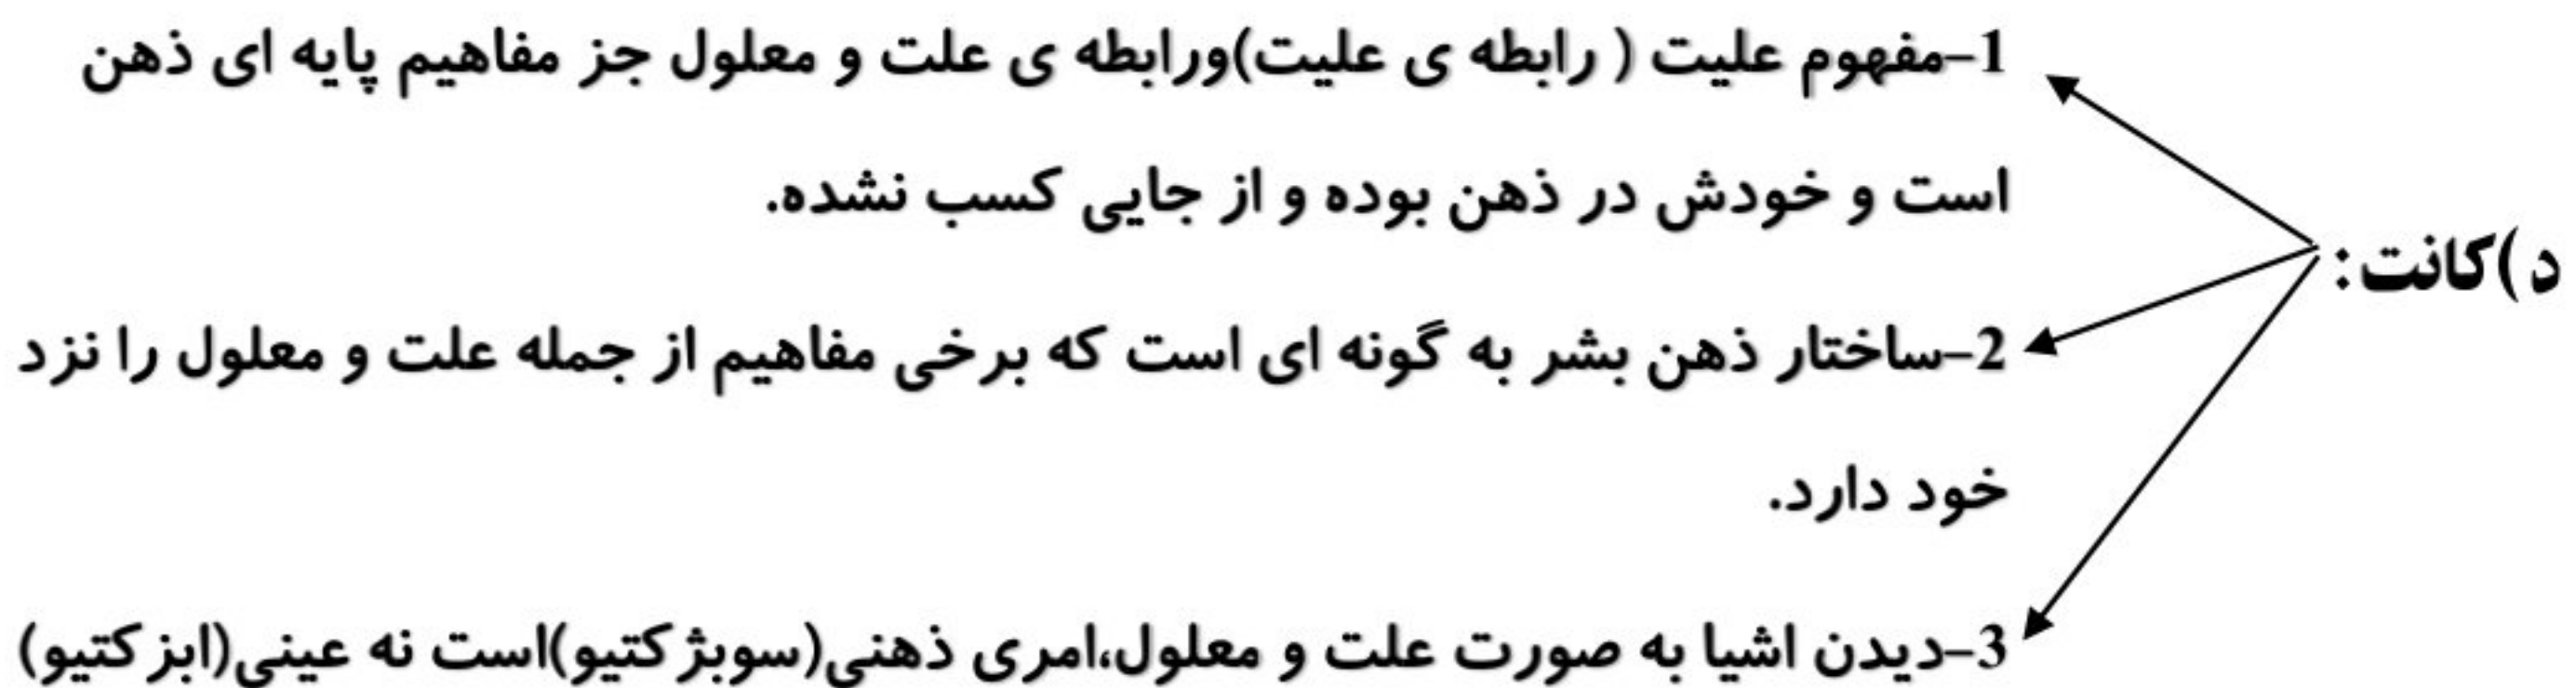 د)کانت:
1-مفهوم علیت ( رابطه ی علیت)ورابطه ی علت و معلول جز مفاهیم پایه ای ذهن
است و خودش در ذهن بوده و از جایی کسب نشده.
2-ساختار ذهن بشر به گونه ای است که برخی مفاهیم از جمله علت و معلول را نزد
خود دارد.
3-دیدن اشیا به صورت علت و معلول،امری ذهنی(سوبژکتیو)است نه عینی(ابزکتیو)